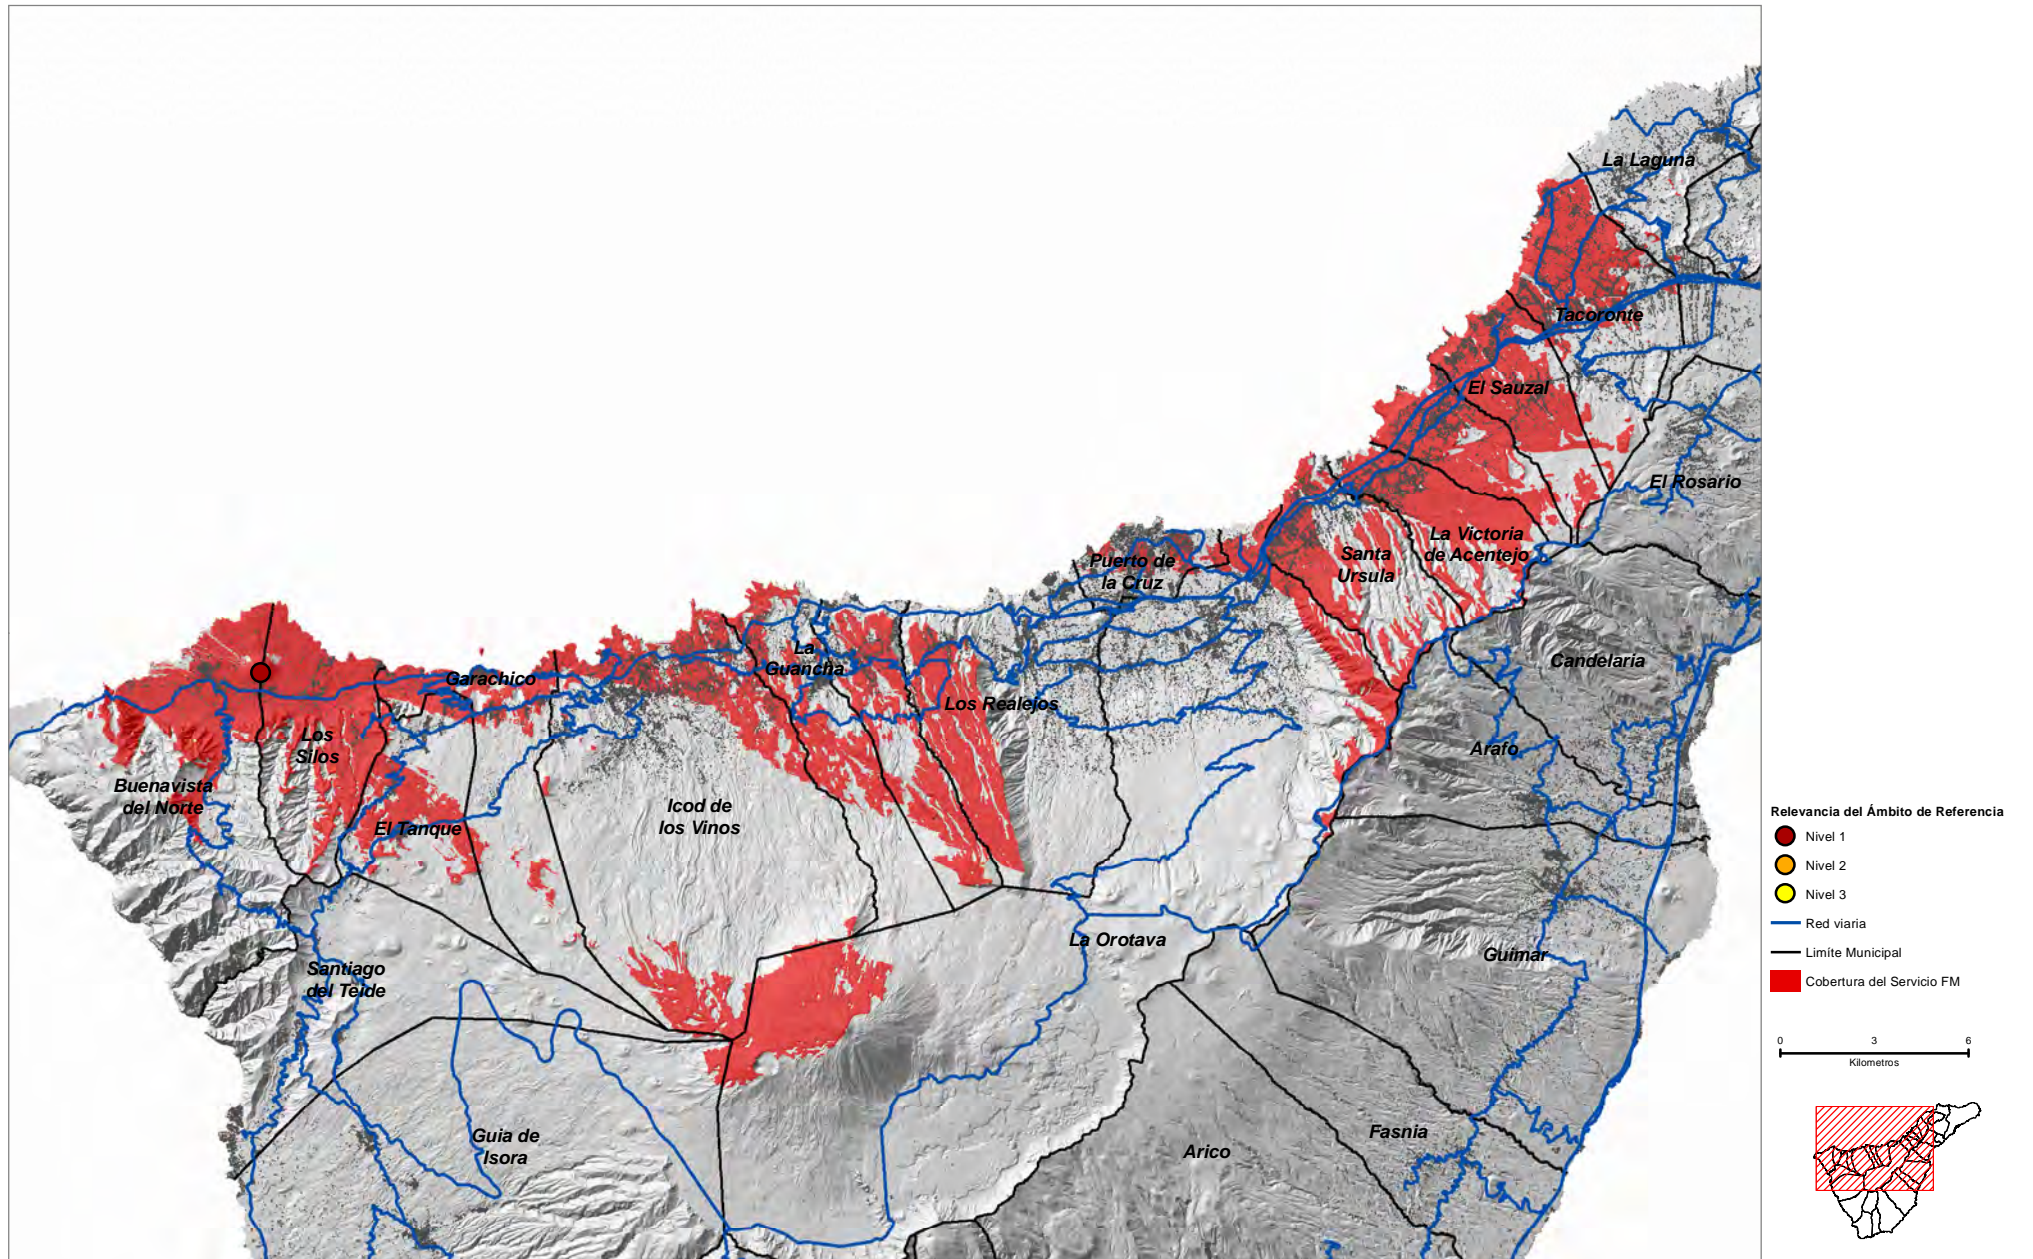 La Laguna
Tacoronte
El Sauzal
El Rosario
La Victoria
de Acentejo
Santa
Ursula
Puerto de
la Cruz
Candelaria
La
Guancha
Garachico
Los Realejos
Los
Silos
Arafo
Buenavista
del Norte
El Tanque
Icod de
los Vinos
La Orotava
Guimar
Santiago
del Teide
Guia de
Isora
Arico
Fasnia
Relevancia del Ámbito de Referencia
Nivel 1
Nivel 2
Nivel 3
Red viaria
Limíte Municipal
Cobertura del Servicio FM
0 3 6
Kilometros